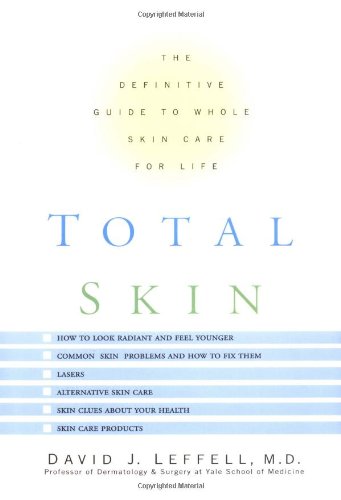 Copyrighted Material
THE
DEFINITIVE
GUIDE TO WHOLE
SKIN CARE
FOR LIFE
TOTAL
SKIN
HOW TO LOOK RADIANT AND FEEL YOUNGER
COMMON SKIN PROBLEMS AND HOW TO FIX THEM
LASERS
ALTERNATIVE SKIN CARE
SKIN CLUES ABOUT YOUR HEALTH
SKIN CARE PRODUCTS
DAVID J. LEFFELL, M.D.
Professor of Dermatology & Surgery at Yale School of Medicine
Copyrighted Material